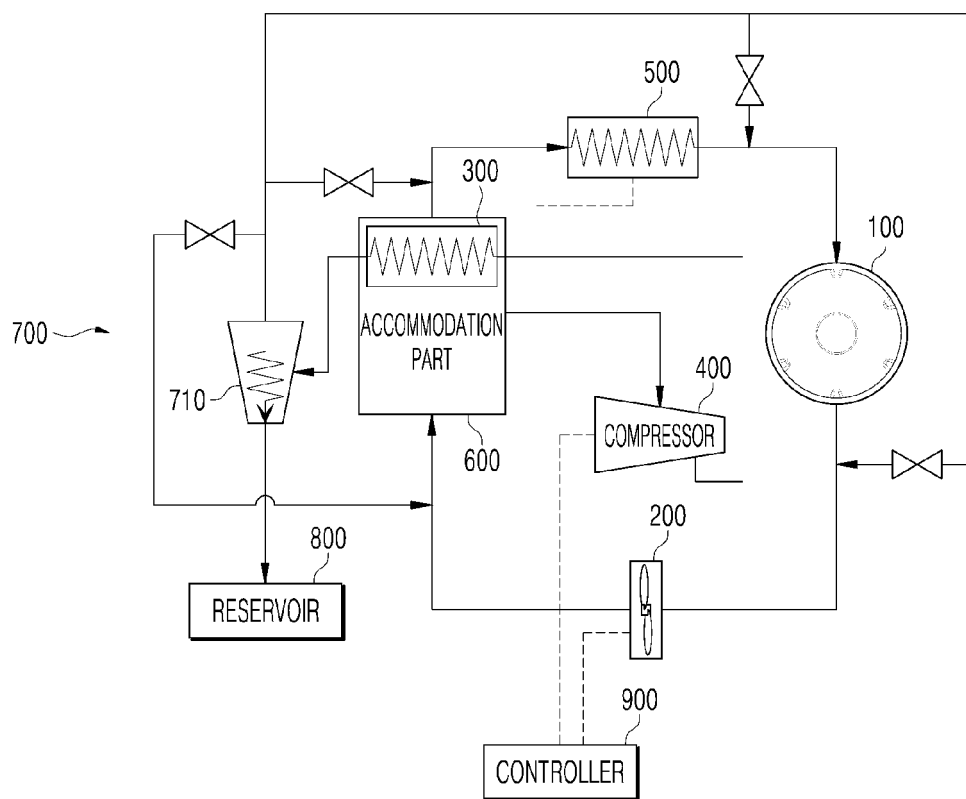 500
300
100
ACCOMMODATION
PART
700
710
400
COMPRESSOR
600
200
800
RESERVOIR
900
CONTROLLER